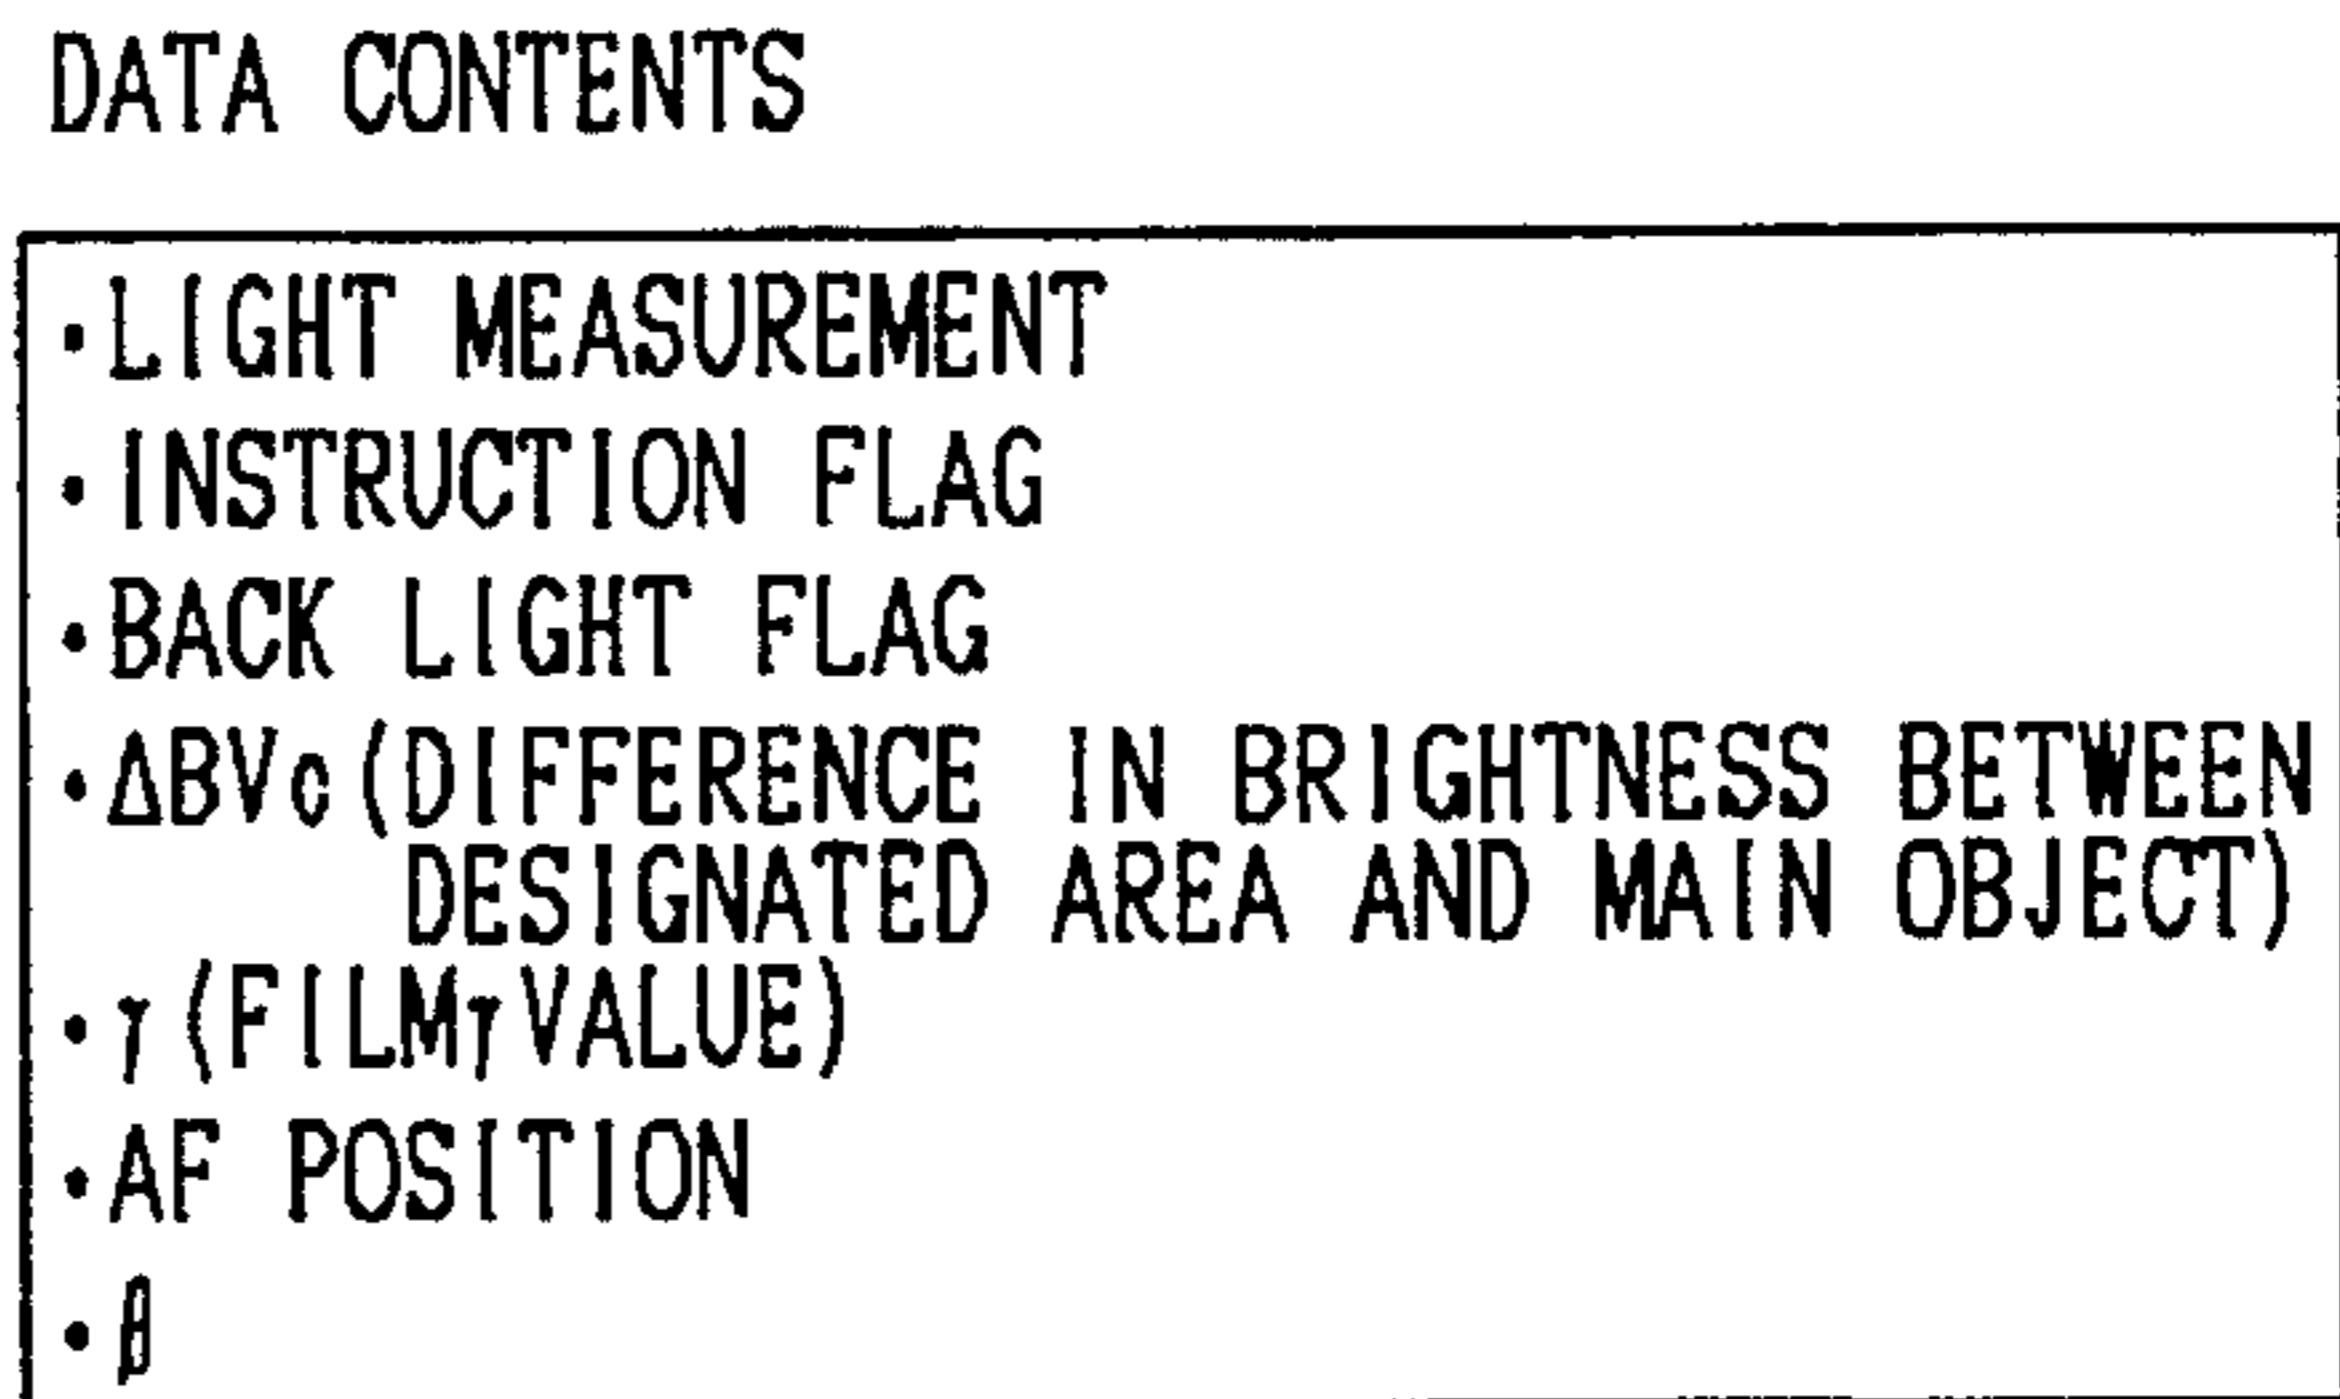 DATA CONTENTS
・LIGHT MEASUREMENT
・INSTRUCTION FLAG
・BACK LIGHT FLAG
・ΔBVc(DIFFERENCE IN BRIGHTNESS BETWEEN
DESIGNATED AREA AND MAIN OBJECT)
・γ(FILMγVALUE)
・AF POSITION
・β